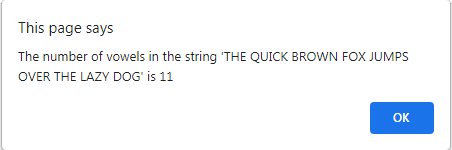 This page says
The number of vowels in the string 'THE QUICK BROWN FOX JUMPS
OVER THE LAZY DOG' is 11
OK